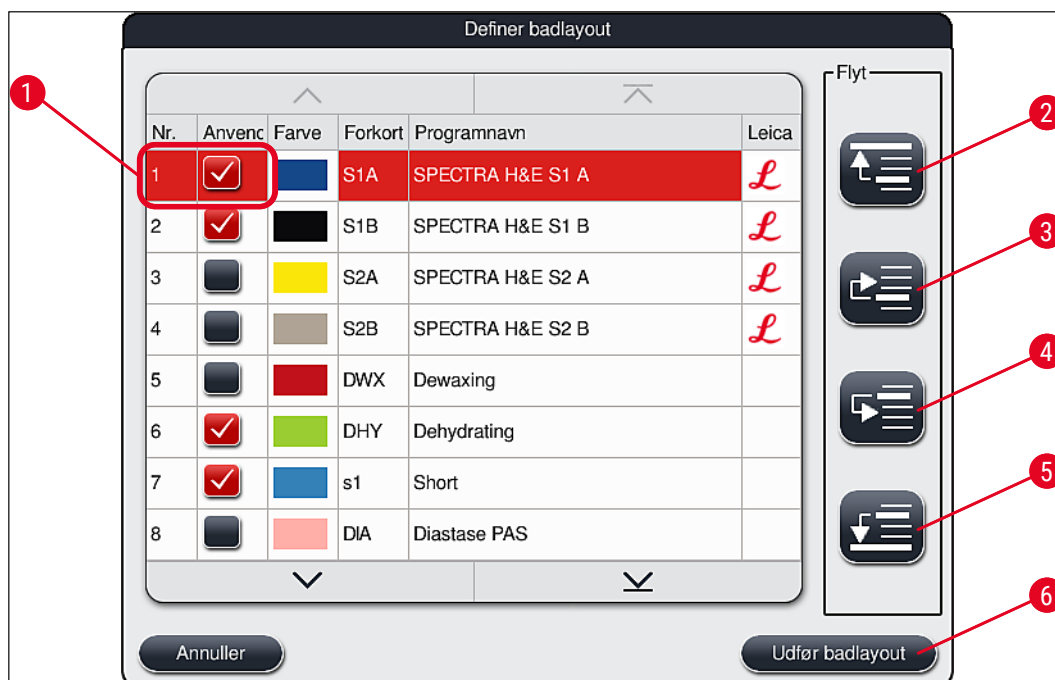 Definer badlayout
Flyt
Nr. Anvenc Farve Forkort Programnavn Leica
1 S1A SPECTRA H&E S1 A L
2 S1B SPECTRA H&E S1 B L
3 S2A SPECTRA H&E S2 A L
4 S2B SPECTRA H&E S2 B L
5 DWX Dewaxing
6 DHY Dehydrating
7 s1 Short
8 DIA Diastase PAS
Annuller
Udfør badlayout
1
2
3
4
5
6